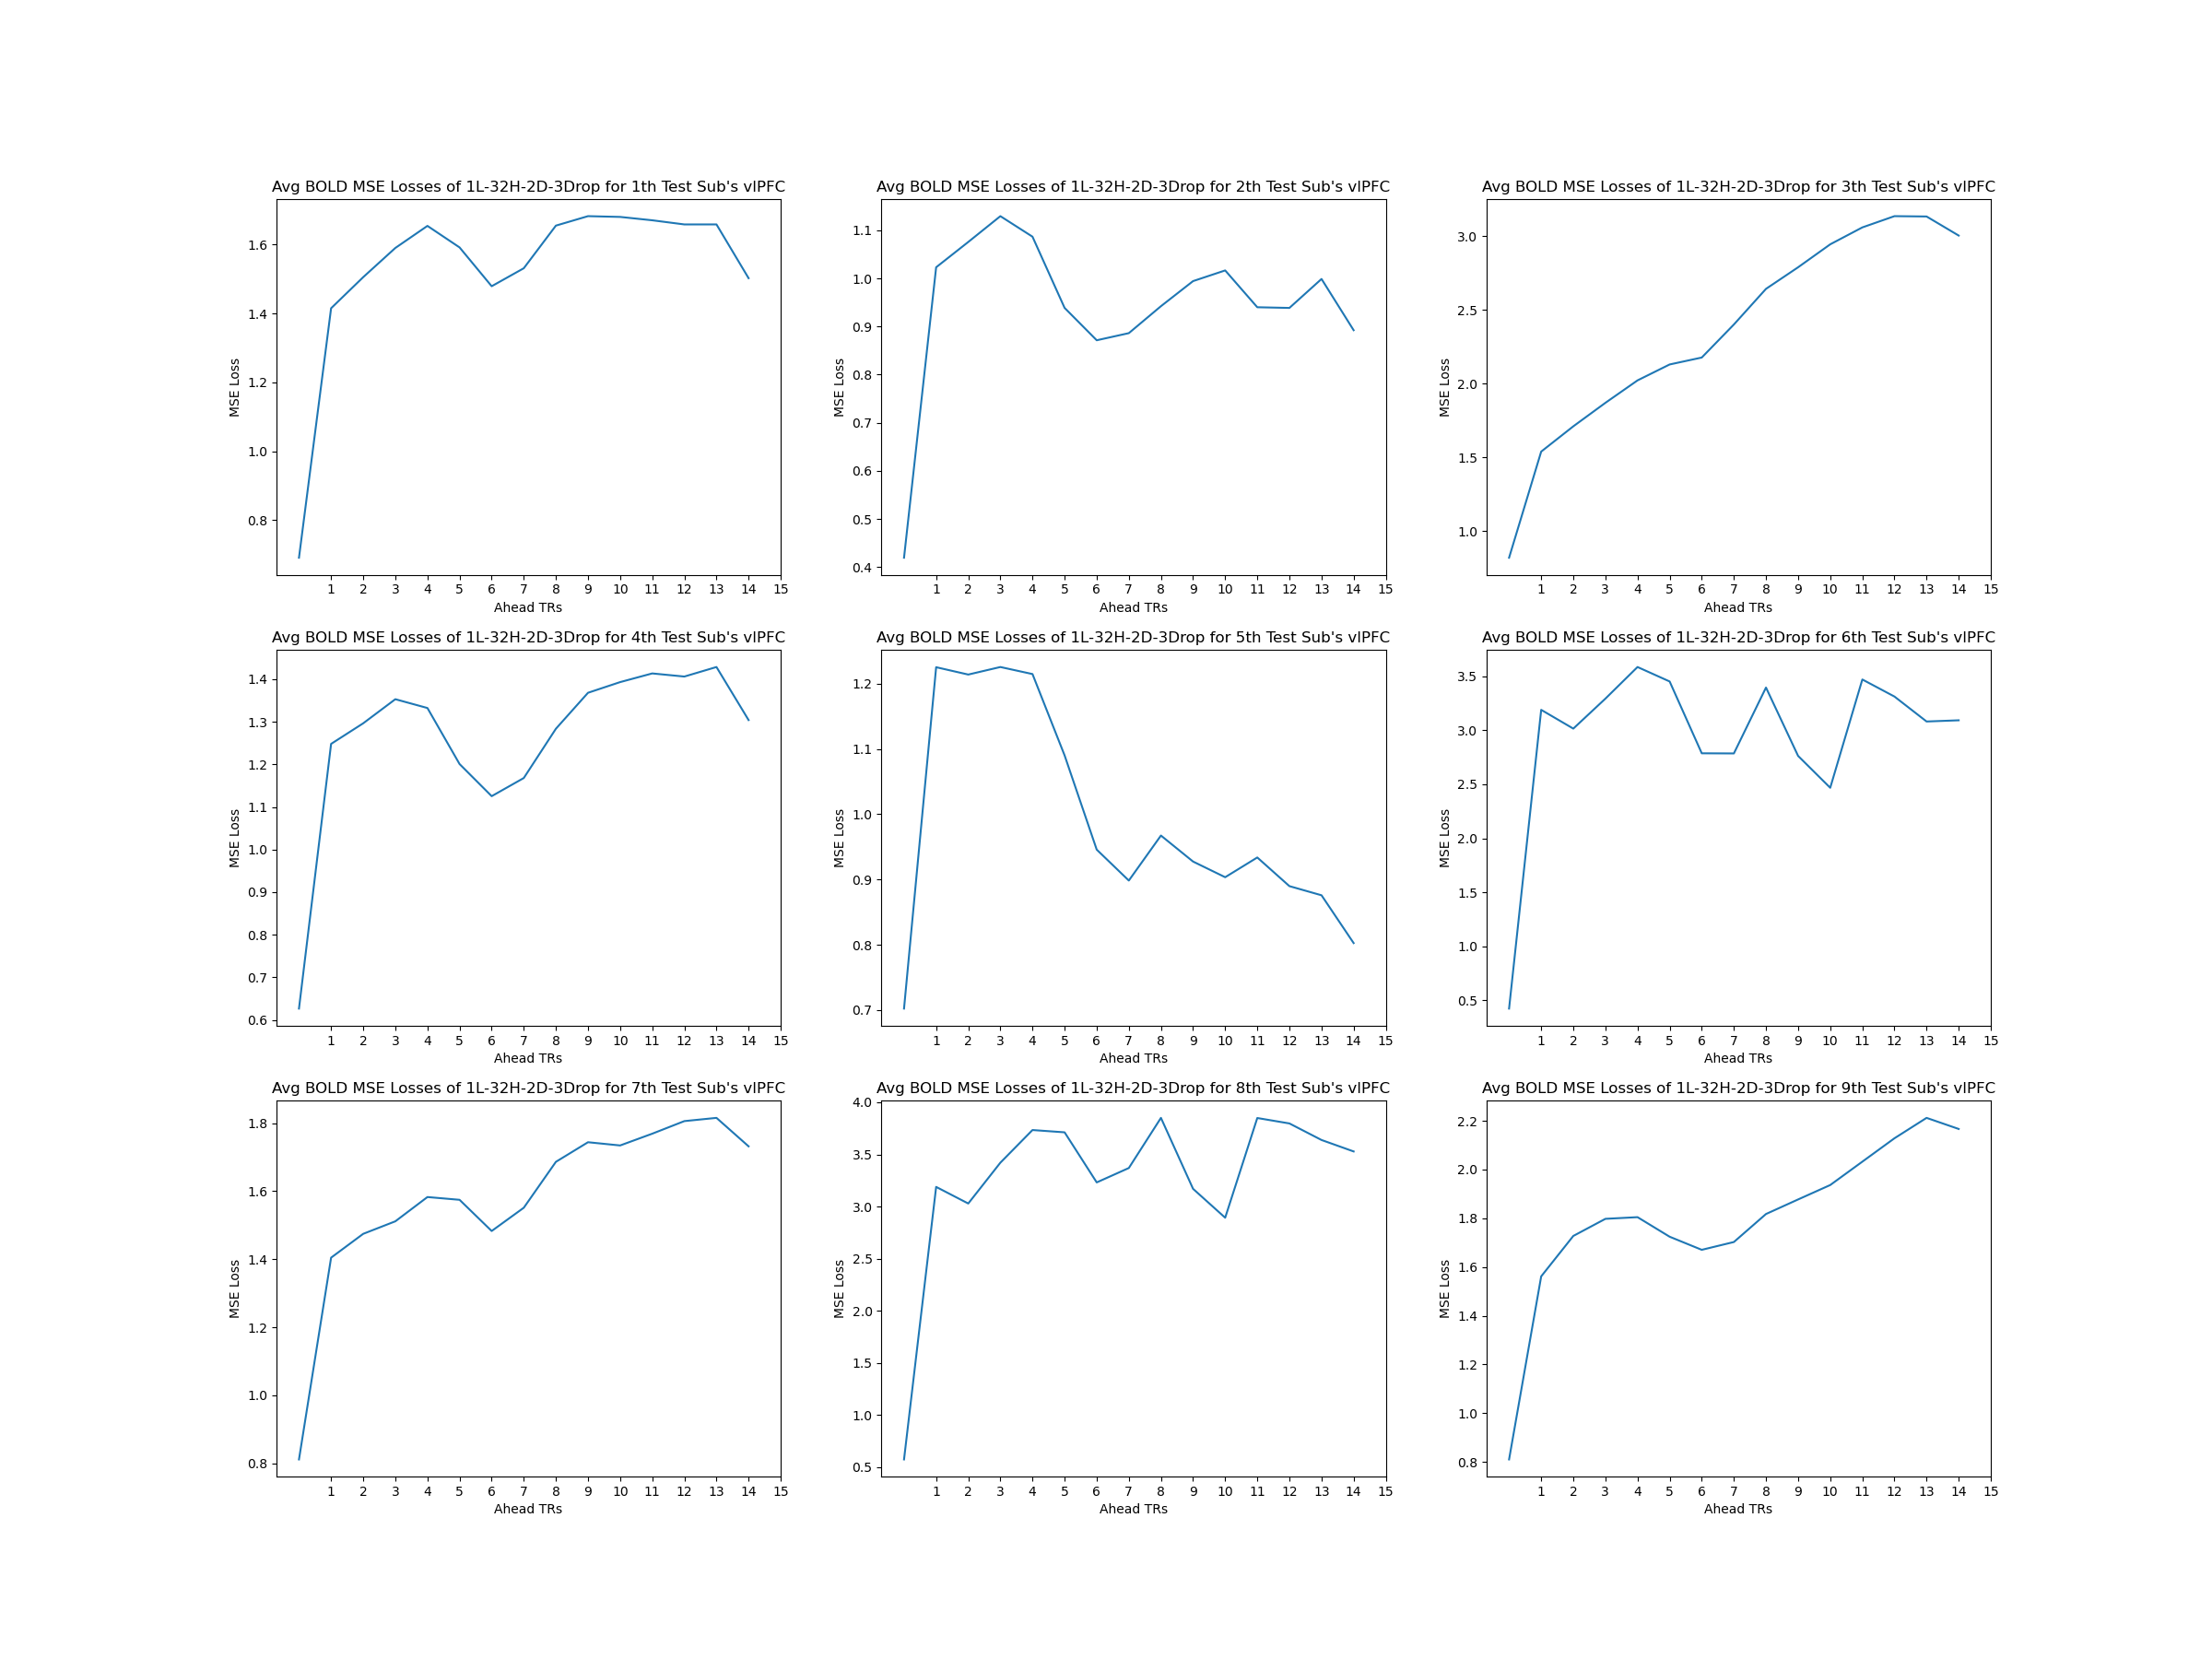 Avg BOLD MSE Losses of 1L-32H-2D-3Drop for 1th Test Sub's vlPFC
MSE Loss
1.6
1.4
1.2
1.0
0.8
1 2 3 4 5 6 7 8 9 10 11 12 13 14 15
Ahead TRs
Avg BOLD MSE Losses of 1L-32H-2D-3Drop for 2th Test Sub's vlPFC
MSE Loss
1.1
1.0
0.9
0.8
0.7
0.6
0.5
0.4
1 2 3 4 5 6 7 8 9 10 11 12 13 14 15
Ahead TRs
Avg BOLD MSE Losses of 1L-32H-2D-3Drop for 3th Test Sub's vlPFC
MSE Loss
3.0
2.5
2.0
1.5
1.0
1 2 3 4 5 6 7 8 9 10 11 12 13 14 15
Ahead TRs
Avg BOLD MSE Losses of 1L-32H-2D-3Drop for 4th Test Sub's vlPFC
MSE Loss
1.4
1.3
1.2
1.1
1.0
0.9
0.8
0.7
0.6
1 2 3 4 5 6 7 8 9 10 11 12 13 14 15
Ahead TRs
Avg BOLD MSE Losses of 1L-32H-2D-3Drop for 5th Test Sub's vlPFC
MSE Loss
1.2
1.1
1.0
0.9
0.8
0.7
1 2 3 4 5 6 7 8 9 10 11 12 13 14 15
Ahead TRs
Avg BOLD MSE Losses of 1L-32H-2D-3Drop for 6th Test Sub's vlPFC
MSE Loss
3.5
3.0
2.5
2.0
1.5
1.0
0.5
1 2 3 4 5 6 7 8 9 10 11 12 13 14 15
Ahead TRs
Avg BOLD MSE Losses of 1L-32H-2D-3Drop for 7th Test Sub's vlPFC
MSE Loss
1.8
1.6
1.4
1.2
1.0
0.8
1 2 3 4 5 6 7 8 9 10 11 12 13 14 15
Ahead TRs
Avg BOLD MSE Losses of 1L-32H-2D-3Drop for 8th Test Sub's vlPFC
MSE Loss
4.0
3.5
3.0
2.5
2.0
1.5
1.0
0.5
1 2 3 4 5 6 7 8 9 10 11 12 13 14 15
Ahead TRs
Avg BOLD MSE Losses of 1L-32H-2D-3Drop for 9th Test Sub's vlPFC
MSE Loss
2.2
2.0
1.8
1.6
1.4
1.2
1.0
0.8
1 2 3 4 5 6 7 8 9 10 11 12 13 14 15
Ahead TRs